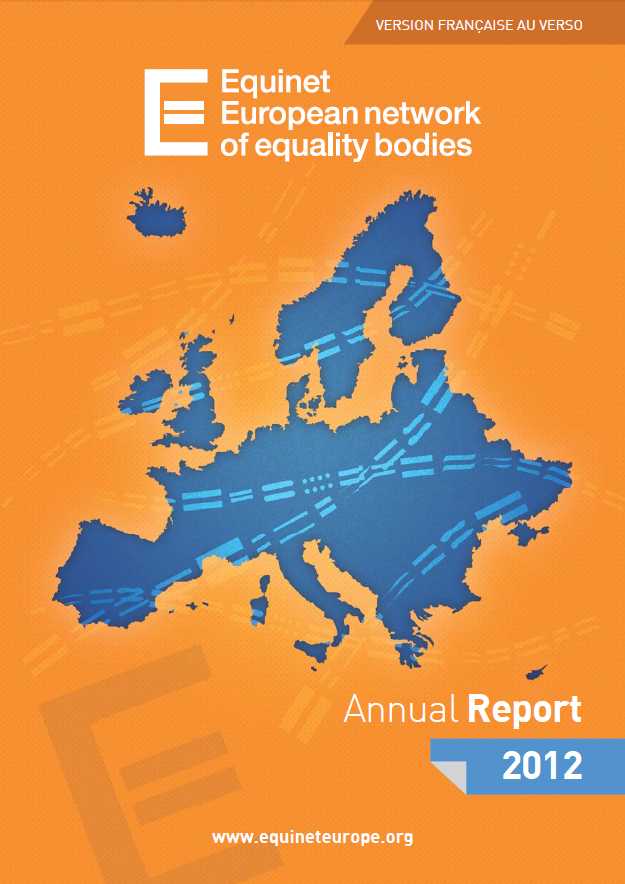 VERSION FRANÇAISE AU VERSO
Equinet
European network
of equality bodies
Annual Report
2012
www.equineteurope.org